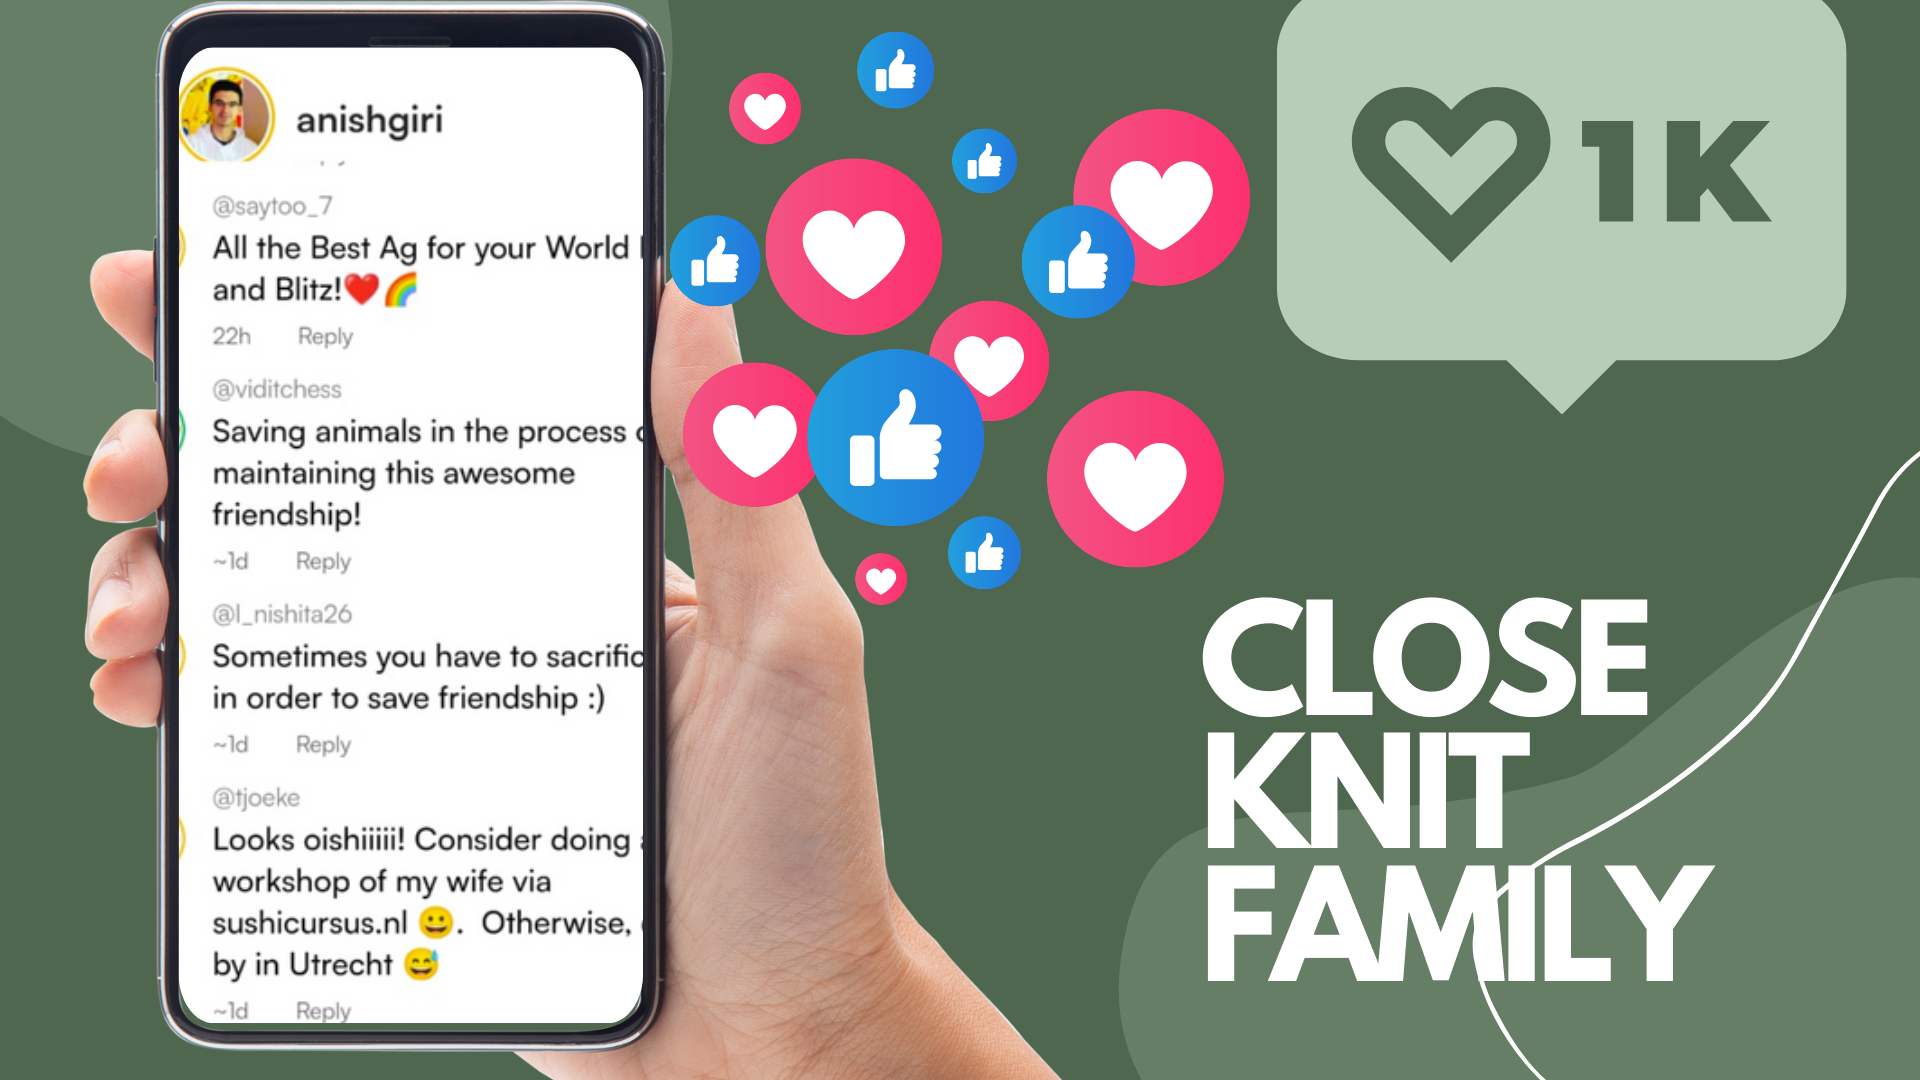 anishgiri
@saytoo_7
All the Best Ag for your World
and Blitz!❤️🌈
22h Reply
@viditchess
Saving animals in the process
maintaining this awesome
friendship!
~1d Reply
@l_nishita26
Sometimes you have to sacrific
in order to save friendship :)
~1d Reply
@tjoeke
Looks oishiiiii! Consider doing
workshop of my wife via
sushicursus.nl 😀. Otherwise,
by in Utrecht 😅
~1d Reply
1K
CLOSE
KNIT
FAMILY